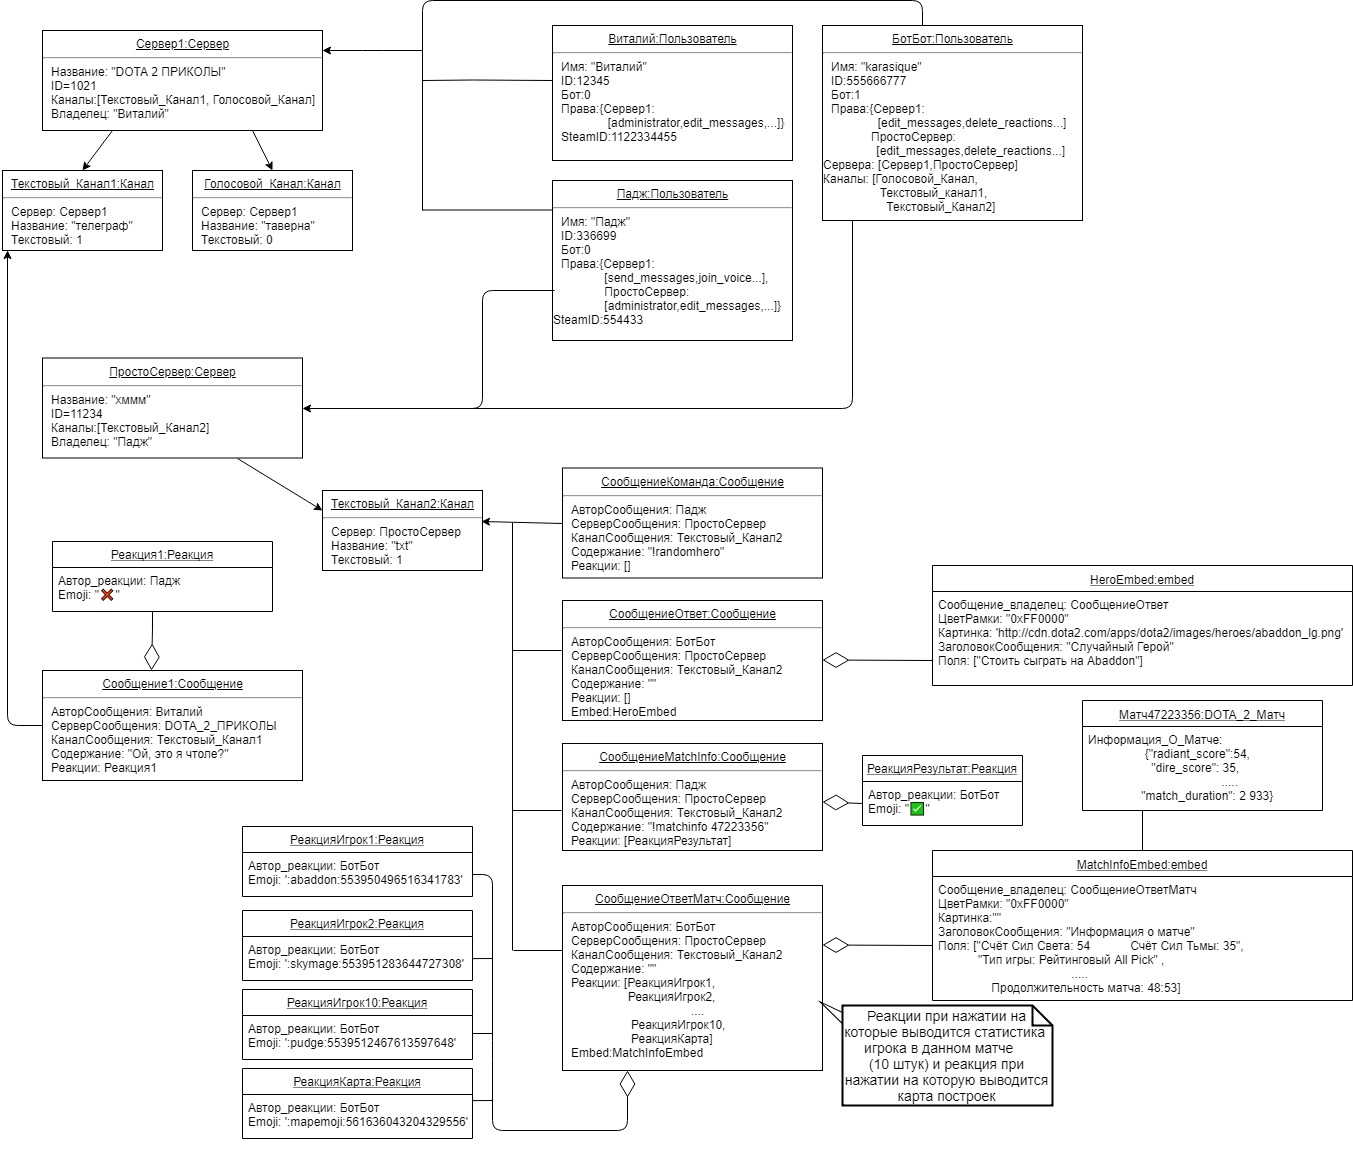 Сервер1:Сервер
Название: "DOTA 2 ПРИКОЛЫ"
ID=1021
Каналы:[Текстовый_Канал1, Голосовой_Канал]
Владелец: "Виталий"
Виталий:Пользователь
Имя: "Виталий"
ID:12345
Бот:0
Права:{Сервер1:
[administrator,edit_messages,...]}
SteamID:1122334455
БотБот:Пользователь
Имя: "karasique"
ID:555666777
Бот:1
Права:{Сервер1:
[edit_messages,delete_reactions...]
ПростоСервер:
[edit_messages,delete_reactions...]
Сервера: [Сервер1,ПростоСервер]
Каналы: [Голосовой_Канал,
Текстовый_канал1,
Текстовый_Канал2]
Текстовый_Канал1:Канал
Сервер: Сервер1
Название: "телеграф"
Текстовый: 1
Голосовой_Канал:Канал
Сервер: Сервер1
Название: "таверна"
Текстовый: 0
Падж:Пользователь
Имя: "Падж"
ID:336699
Бот:0
Права:{Сервер1:
[send_messages,join_voice...],
ПростоСервер:
[administrator,edit_messages,...]}
SteamID:554433
ПростоСервер:Сервер
Название: "хммм"
ID=11234
Каналы:[Текстовый_Канал2]
Владелец: "Падж"
Текстовый_Канал2:Канал
Сервер: ПростоСервер
Название: "txt"
Текстовый: 1
СообщениеКоманда:Сообщение
АвторСообщения: Падж
СерверСообщения: ПростоСервер
КаналСообщения: Текстовый_Канал2
Содержание: "!randomhero"
Реакции: []
Реакция1:Реакция
Автор_реакции: Падж
Emoji: "❌"
СообщениеОтвет:Сообщение
АвторСообщения: БотБот
СерверСообщения: ПростоСервер
КаналСообщения: Текстовый_Канал2
Содержание: ""
Реакции: []
Embed:HeroEmbed
HeroEmbed:embed
Сообщение_владелец: СообщениеОтвет
ЦветРамки: "0xFF0000"
Картинка: 'http://cdn.dota2.com/apps/dota2/images/heroes/abaddon_lg.png'
ЗаголовокСообщения: "Случайный Герой"
Поля: ["Стоить сыграть на Abaddon"]
Сообщение1:Сообщение
АвторСообщения: Виталий
СерверСообщения: DOTA_2_ПРИКОЛЫ
КаналСообщения: Текстовый_Канал1
Содержание: "Ой, это я чтоле?"
Реакции: Реакция1
Матч47223356:DOTA_2_Матч
Информация_О_Матче:
{"radiant_score":54,
"dire_score": 35,
.....
"match_duration": 2 933}
СообщениеMatchInfo:Сообщение
АвторСообщения: Падж
СерверСообщения: ПростоСервер
КаналСообщения: Текстовый_Канал2
Содержание: "!matchinfo 47223356"
Реакции: [РеакцияРезультат]
РеакцияРезультат:Реакция
Автор_реакции: БотБот
Emoji: "✅"
РеакцияИгрок1:Реакция
Автор_реакции: БотБот
Emoji: ':abaddon:553950496516341783'
РеакцияИгрок2:Реакция
Автор_реакции: БотБот
Emoji: ':skymage:553951283644727308'
РеакцияИгрок10:Реакция
Автор_реакции: БотБот
Emoji: ':pudge:5539512467613597648'
РеакцияКарта:Реакция
Автор_реакции: БотБот
Emoji: ':mapemoji:561636043204329556'
СообщениеОтветМатч:Сообщение
АвторСообщения: БотБот
СерверСообщения: ПростоСервер
КаналСообщения: Текстовый_Канал2
Содержание: ""
Реакции: [РеакцияИгрок1,
РеакцияИгрок2,
....
РеакцияИгрок10,
РеакцияКарта]
Embed:MatchInfoEmbed
MatchInfoEmbed:embed
Сообщение_владелец: СообщениеОтветМатч
ЦветРамки: "0xFF0000"
Картинка:""
ЗаголовокСообщения: "Информация о матче"
Поля: ["Счёт Сил Света: 54 Счёт Сил Тьмы: 35",
"Тип игры: Рейтинговый All Pick" ,
.....
Продолжительность матча: 48:53]
Реакции при нажатии на
которые выводится статистика
игрока в данном матче
(10 штук) и реакция при
нажатии на которую выводится
карта построек